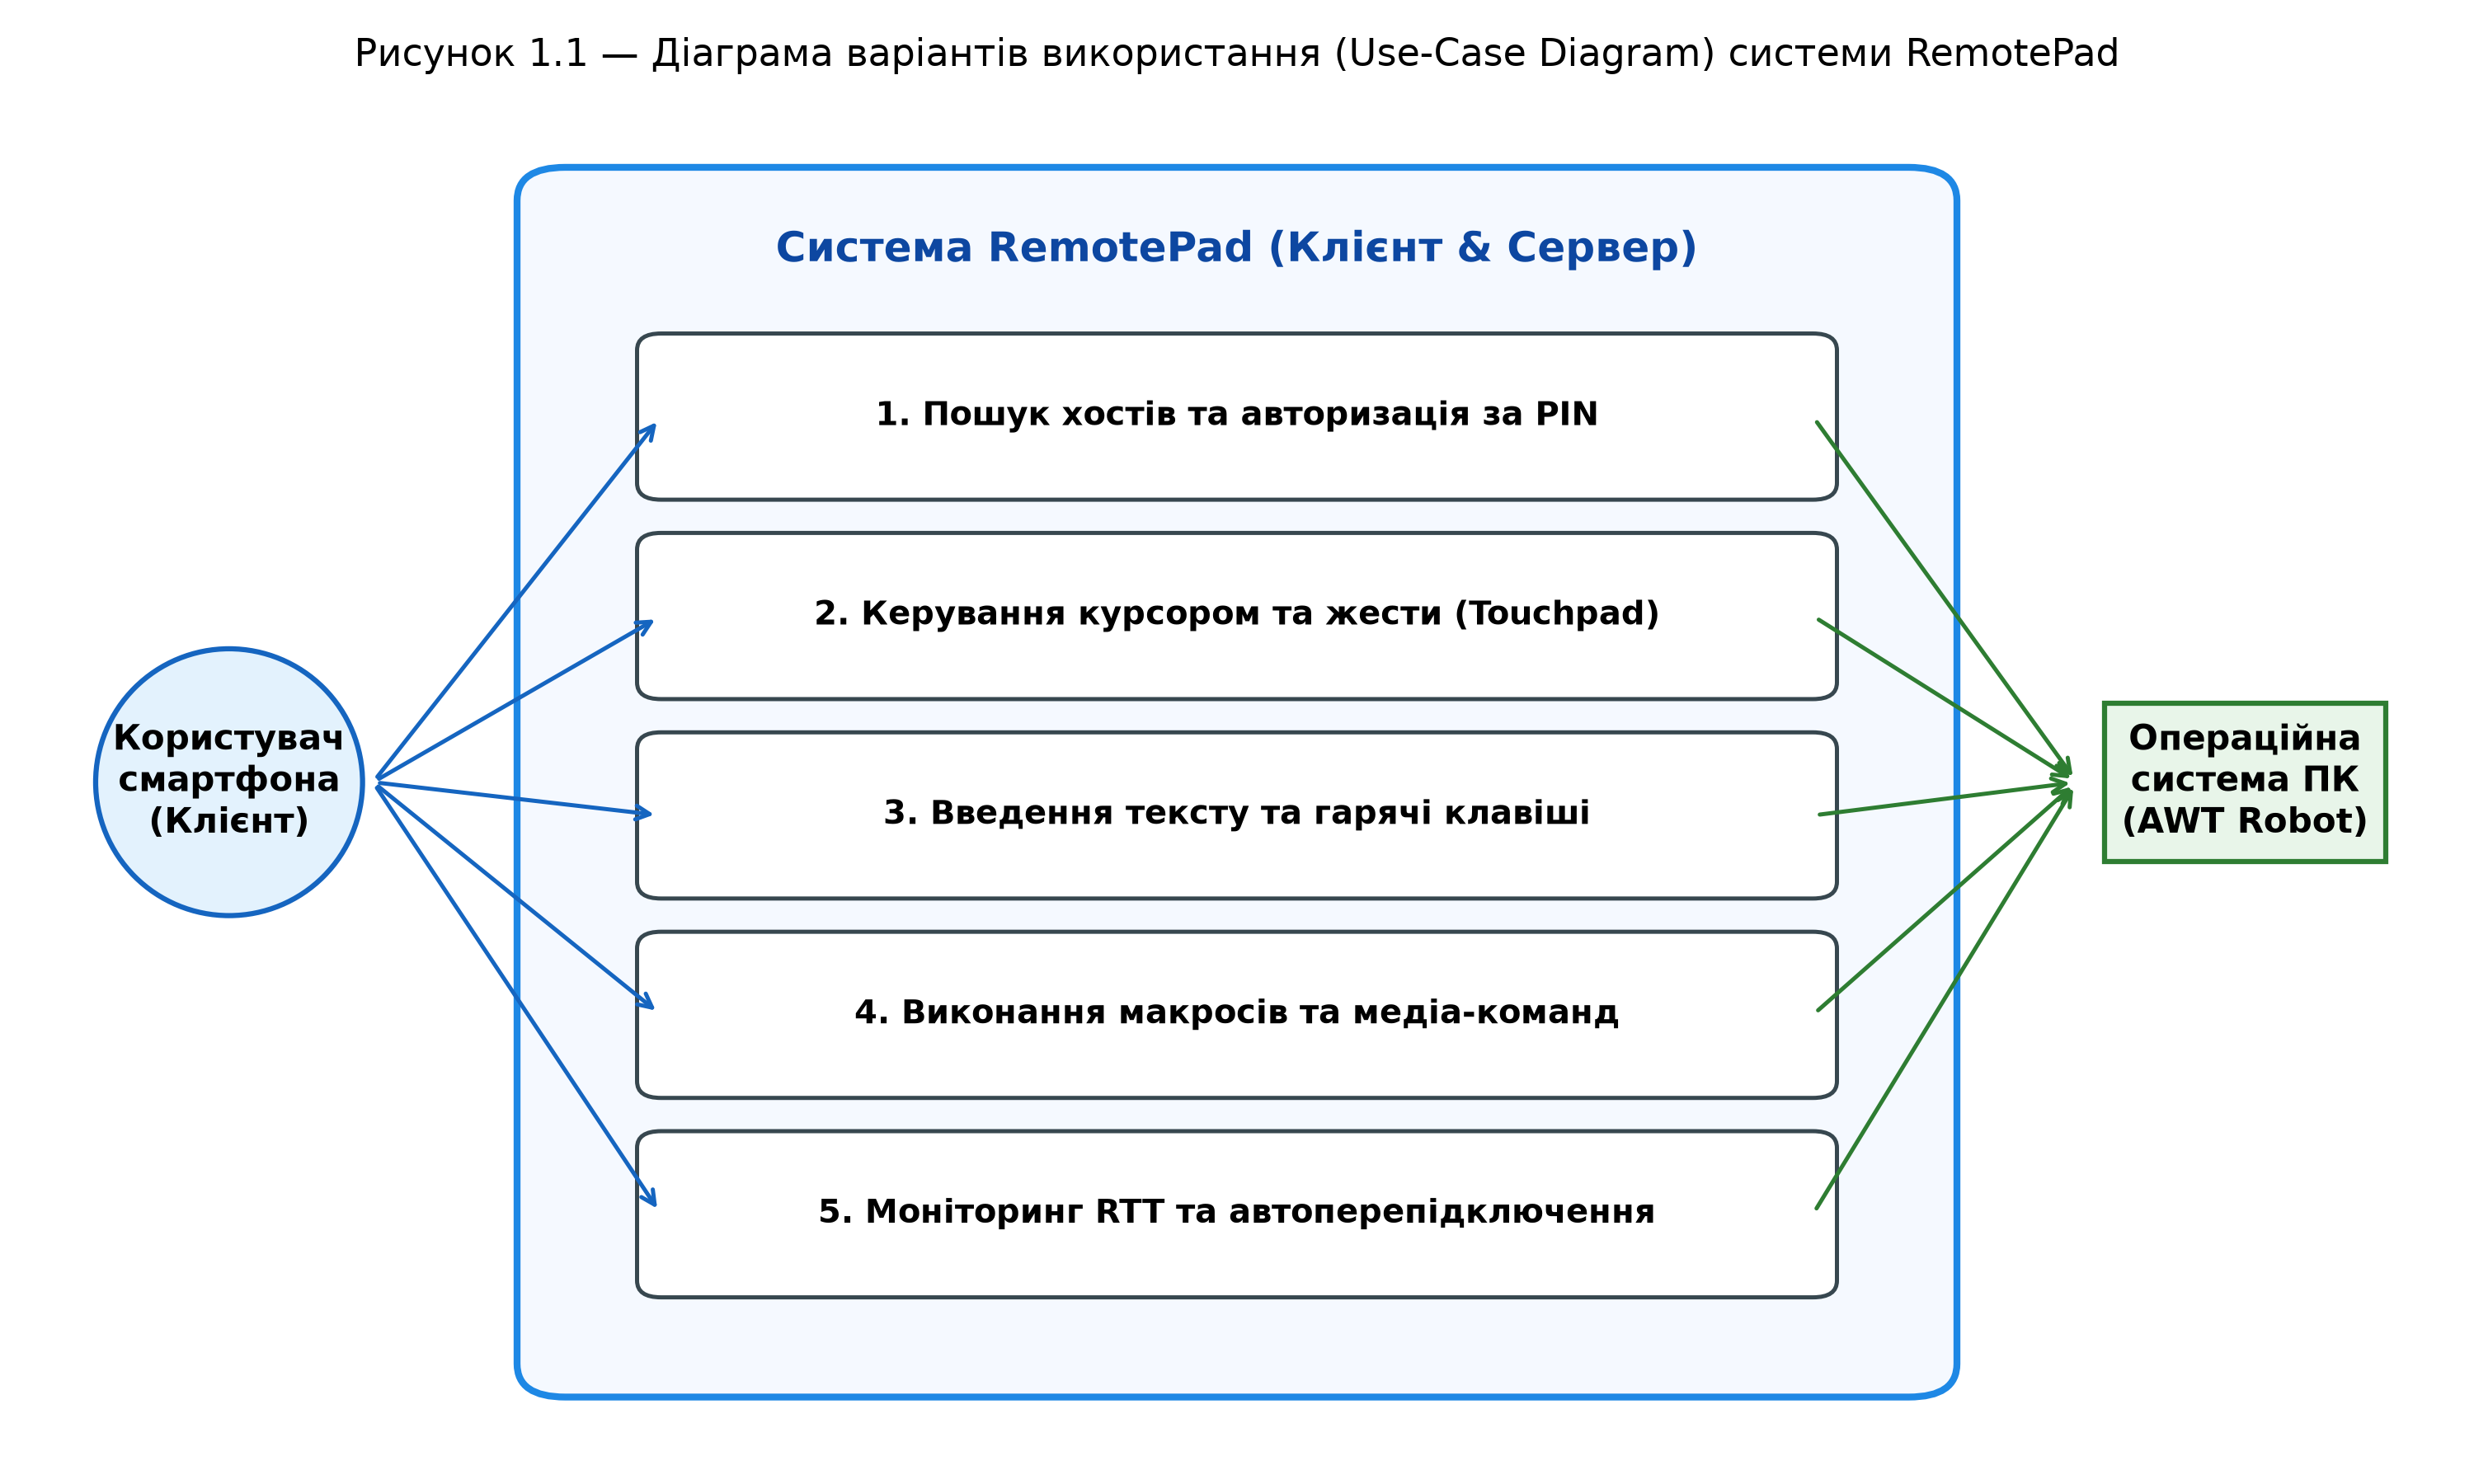 Рисунок 1.1 — Діаграма варіантів використання (Use-Case Diagram) системи RemotePad
Система RemotePad (Клієнт & Сервер)
1. Пошук хостів та авторизація за PIN
2. Керування курсором та жести (Touchpad)
Користувач
смартфона
(Клієнт)
3. Введення тексту та гарячі клавіші
Операційна
система ПК
(AWT Robot)
4. Виконання макросів та медіа-команд
5. Моніторинг RTT та автоперепідключення